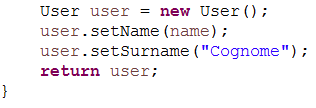 User user = new User();
user.setName(name);
user.setSurname("Cognome");
return user;
}